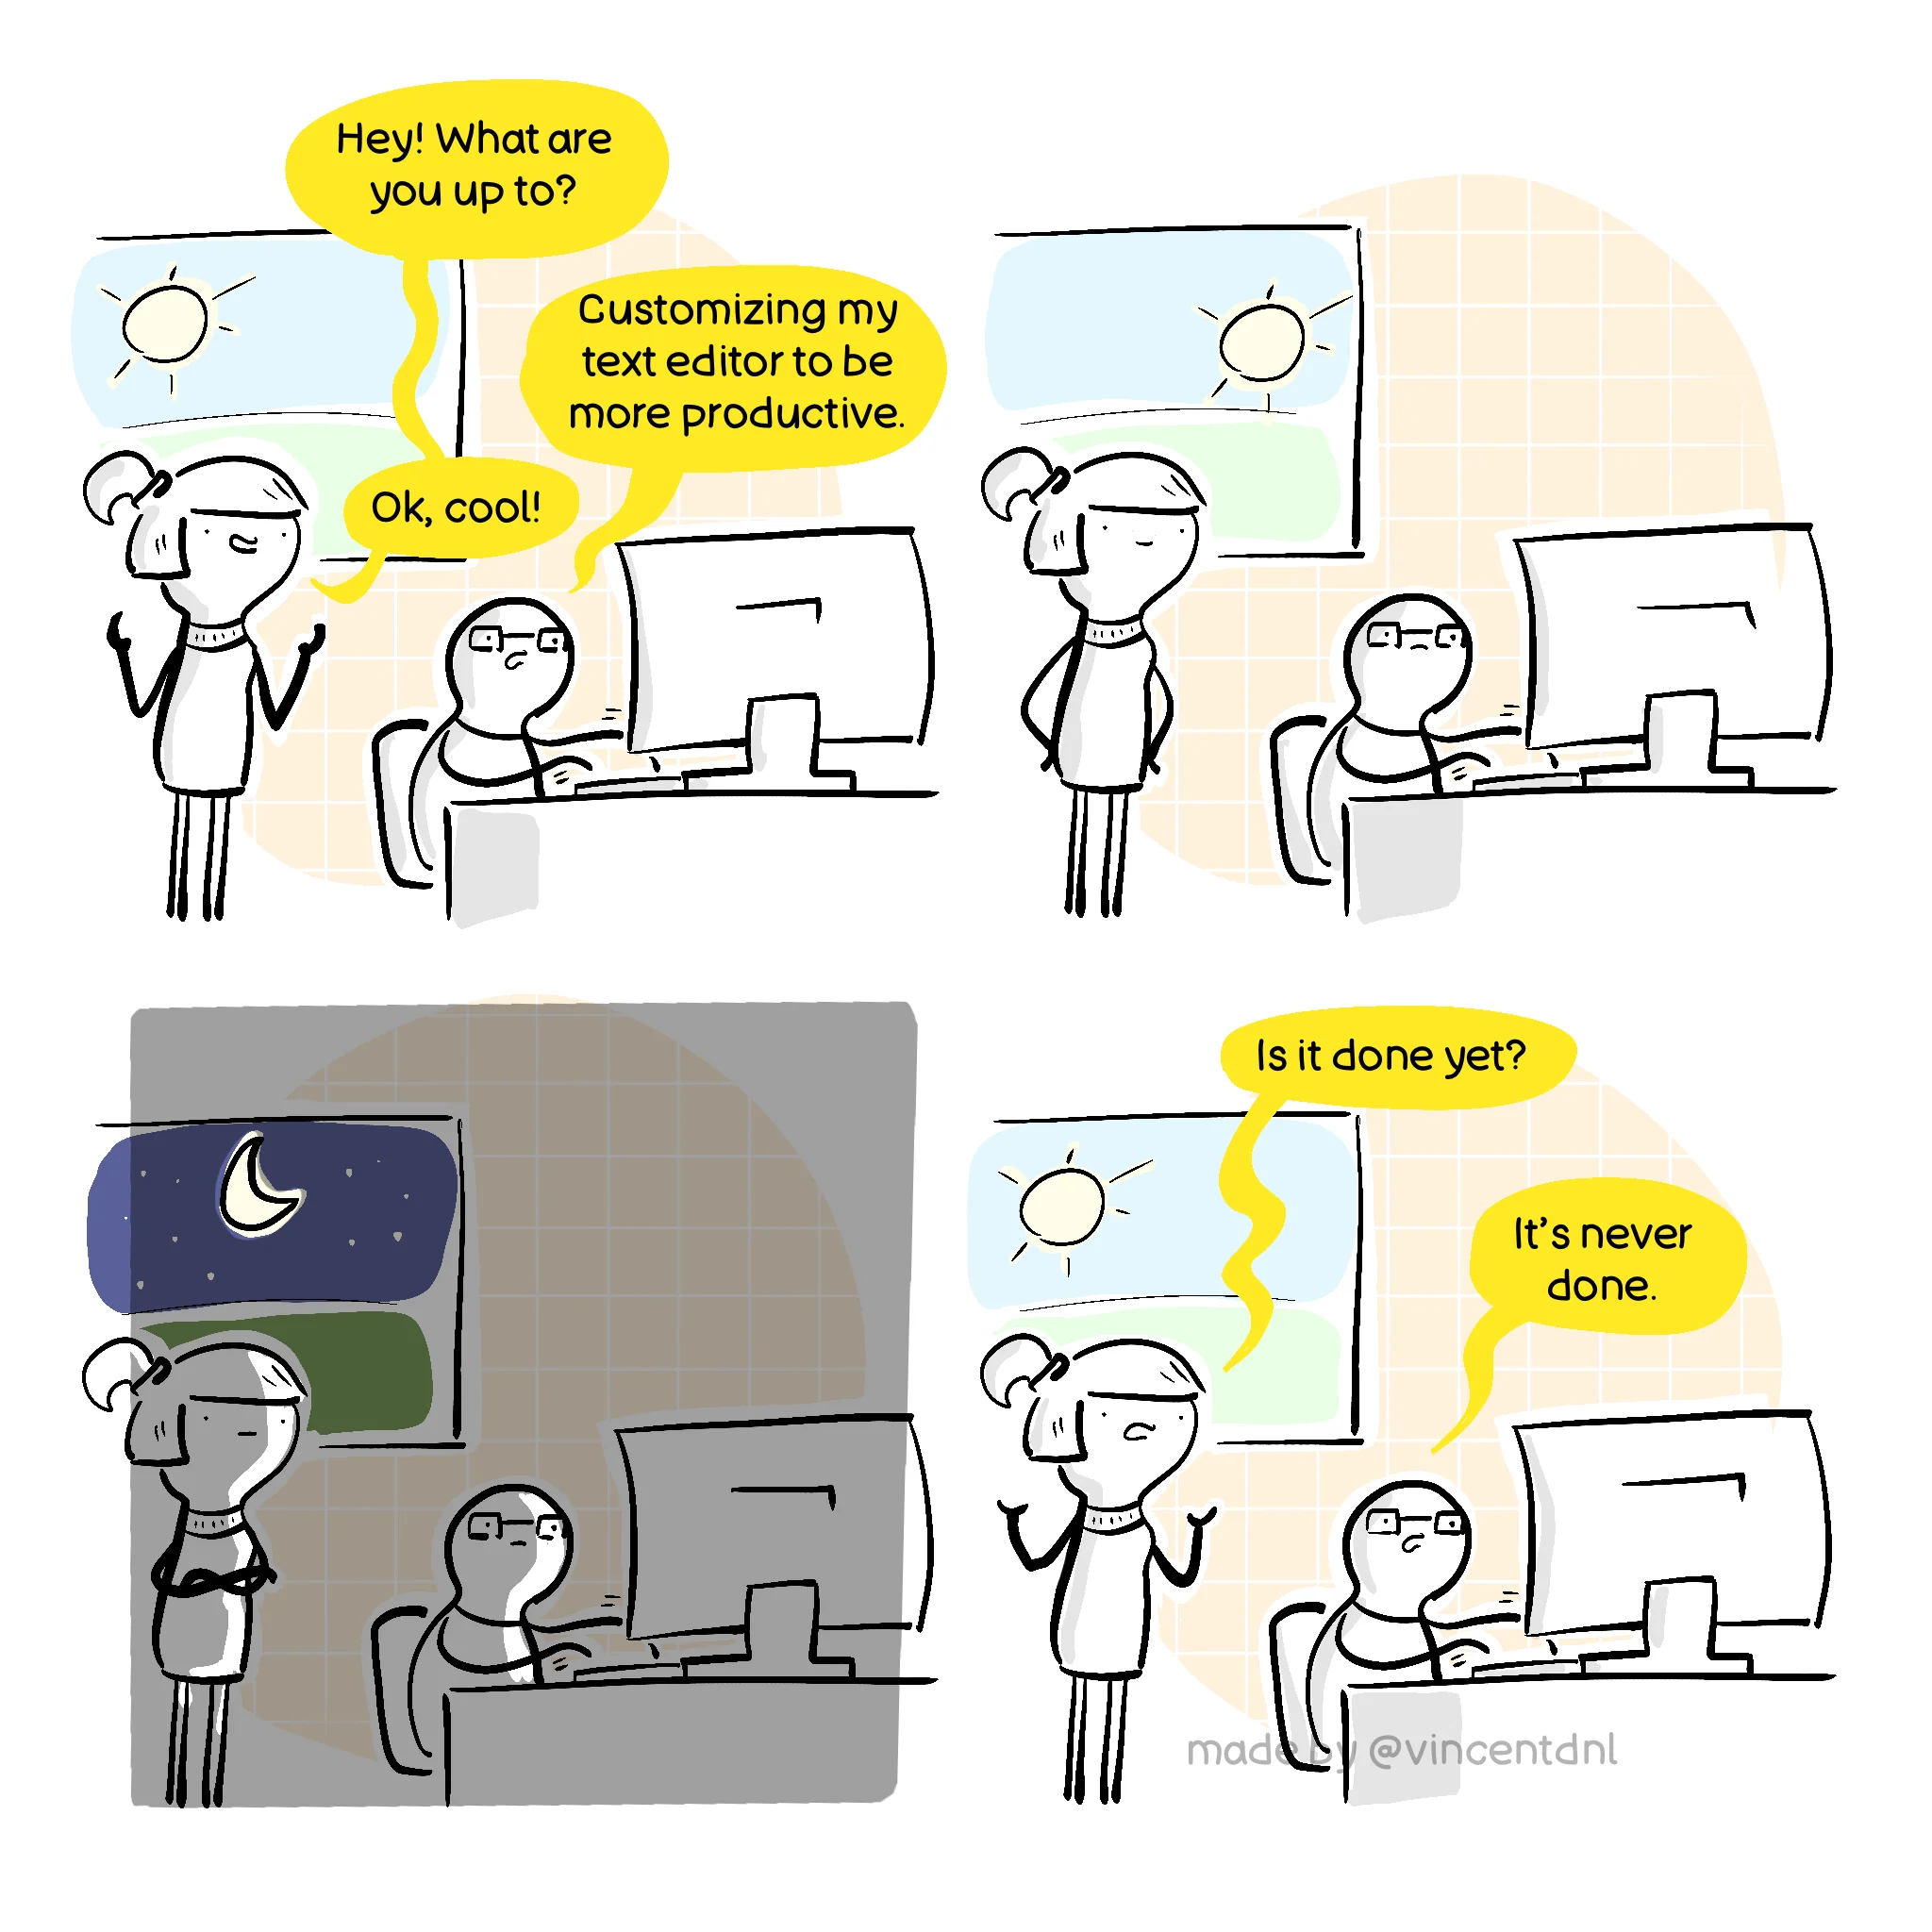 Hey! What are
you up to?
Customizing my
text editor to be
more productive.
Ok, cool!
Is it done yet?
It's never
done.
made by @vincentdnl